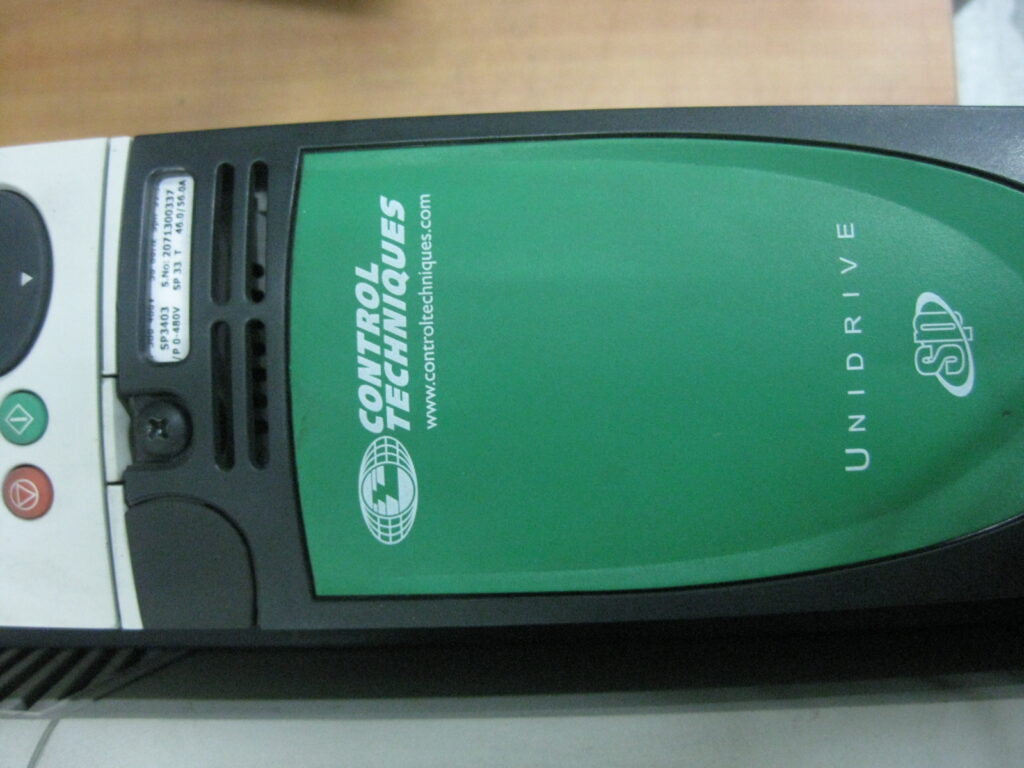 SP3403 S.No: 2071300337
/P 0-480V SP 33 T 46.0/56.0A
CONTROL
TECHNIQUES
www.controltechniques.com
UNIDRIVE
SP